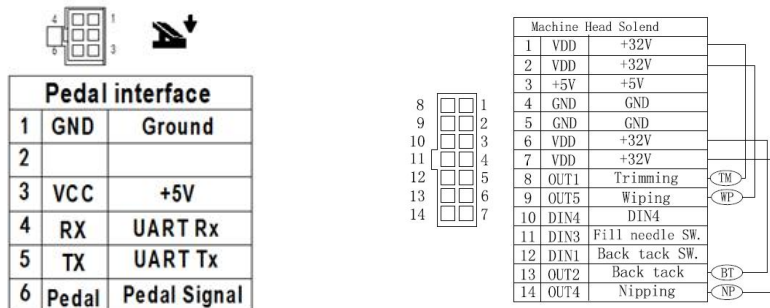 4 1
6 3
Pedal interface
1 GND Ground
2
3 VCC +5V
4 RX UART Rx
5 TX UART Tx
6 Pedal Pedal Signal
8 1
9 2
10 3
11 4
12 5
13 6
14 7
Machine Head Solend
1 VDD +32V
2 VDD +32V
3 +5V +5V
4 GND GND
5 GND GND
6 VDD +32V
7 VDD +32V
8 OUT1 Trimming TM
9 OUT5 Wiping WP
10 DIN4 DIN4
11 DIN3 Fill needle SW.
12 DIN1 Back tack SW.
13 OUT2 Back tack BT
14 OUT4 Nipping NP